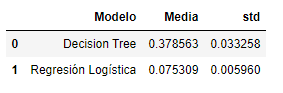 Modelo Media std
0 Decision Tree 0.378563 0.033258
1 Regresión Logística 0.075309 0.005960